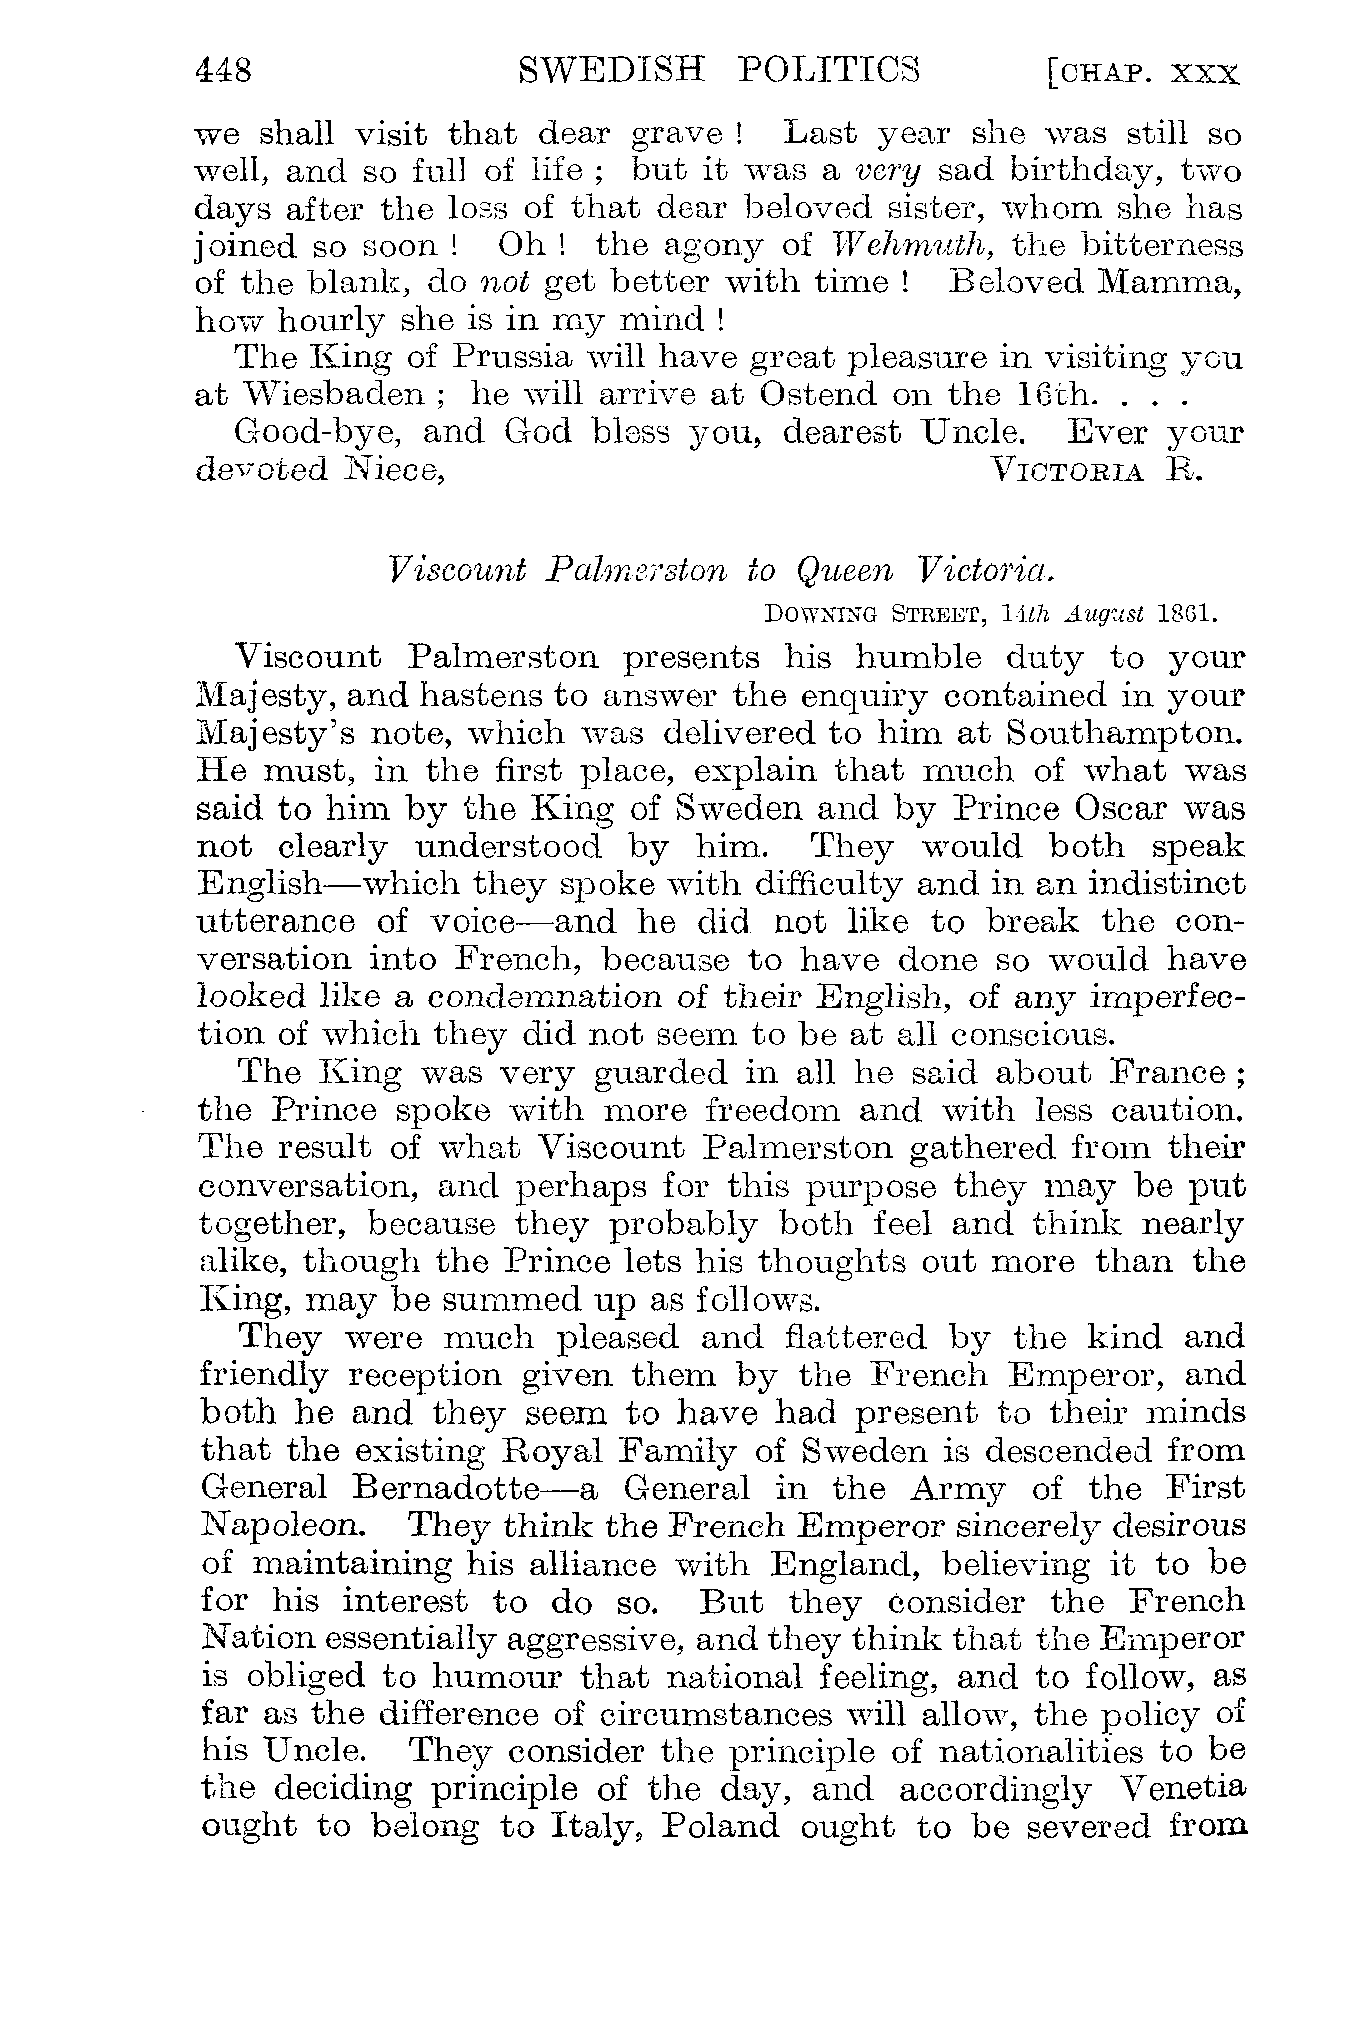 448 SWEDISH POLITICS [CHAP. XXX
we shall visit that dear grave ! Last year she was still so
well, and so full of life ; but it was a very sad birthday, two
days after the loss of that dear beloved sister, whom she has
joined so soon ! Oh ! the agony of Wehmuth, the bitterness
of the blank, do not get better with time ! Beloved Mamma,
how hourly she is in my mind !
The King of Prussia will have great pleasure in visiting you
at Wiesbaden ; he will arrive at Ostend on the 16th. . . .
Good-bye, and God bless you, dearest Uncle. Ever your
devoted Niece, VICTORIA R.
Viscount Palmerston to Queen Victoria.
DOWNING STREET, 14th August 1861.
Viscount Palmerston presents his humble duty to your
Majesty, and hastens to answer the enquiry contained in your
Majesty's note, which was delivered to him at Southampton.
He must, in the first place, explain that much of what was
said to him by the King of Sweden and by Prince Oscar was
not clearly understood by him. They would both speak
English—which they spoke with difficulty and in an indistinct
utterance of voice—and he did not like to break the con-
versation into French, because to have done so would have
looked like a condemnation of their English, of any imperfec-
tion of which they did not seem to be at all conscious.
The King was very guarded in all he said about France ;
the Prince spoke with more freedom and with less caution.
The result of what Viscount Palmerston gathered from their
conversation, and perhaps for this purpose they may be put
together, because they probably both feel and think nearly
alike, though the Prince lets his thoughts out more than the
King, may be summed up as follows.
They were much pleased and flattered by the kind and
friendly reception given them by the French Emperor, and
both he and they seem to have had present to their minds
that the existing Royal Family of Sweden is descended from
General Bernadotte—a General in the Army of the First
Napoleon. They think the French Emperor sincerely desirous
of maintaining his alliance with England, believing it to be
for his interest to do so. But they consider the French
Nation essentially aggressive, and they think that the Emperor
is obliged to humour that national feeling, and to follow, as
far as the difference of circumstances will allow, the policy of
his Uncle. They consider the principle of nationalities to be
the deciding principle of the day, and accordingly Venetia
ought to belong to Italy, Poland ought to be severed from